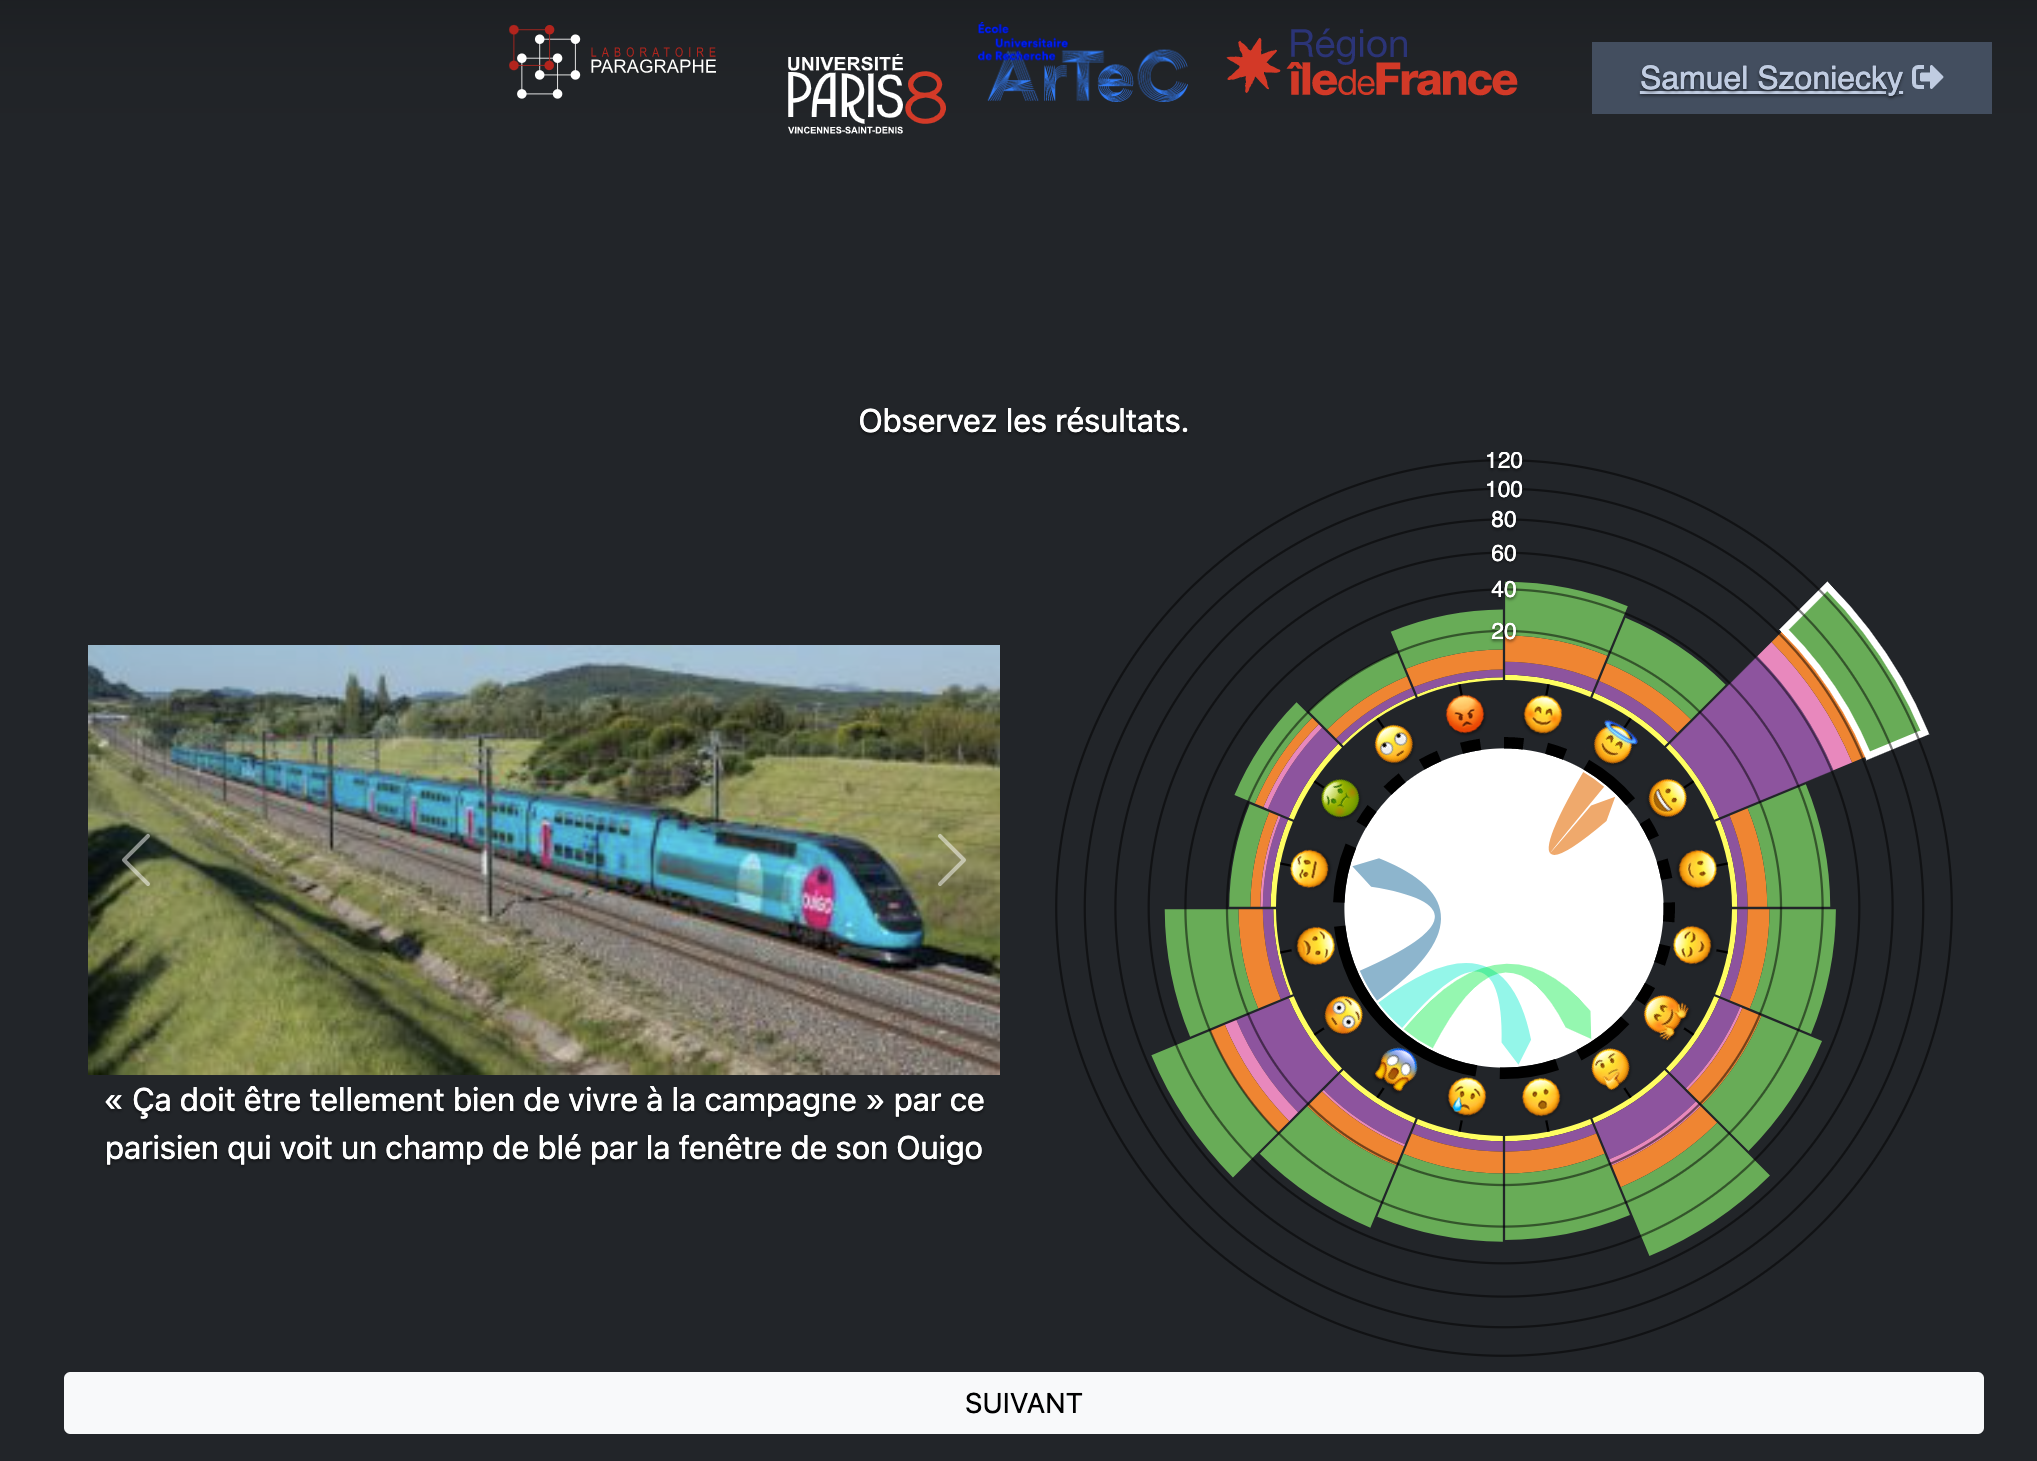 LABORATOIRE
PARAGRAPHE
UNIVERSITÉ
PARIS8
VINCENNES-SAINT-DENIS
École
Universitaire
de Recherche
ArTeC
Région
îledeFrance
Samuel Szoniecky
Observez les résultats.
120
100
80
60
40
20
OUIGO
« Ça doit être tellement bien de vivre à la campagne » par ce
parisien qui voit un champ de blé par la fenêtre de son Ouigo
SUIVANT